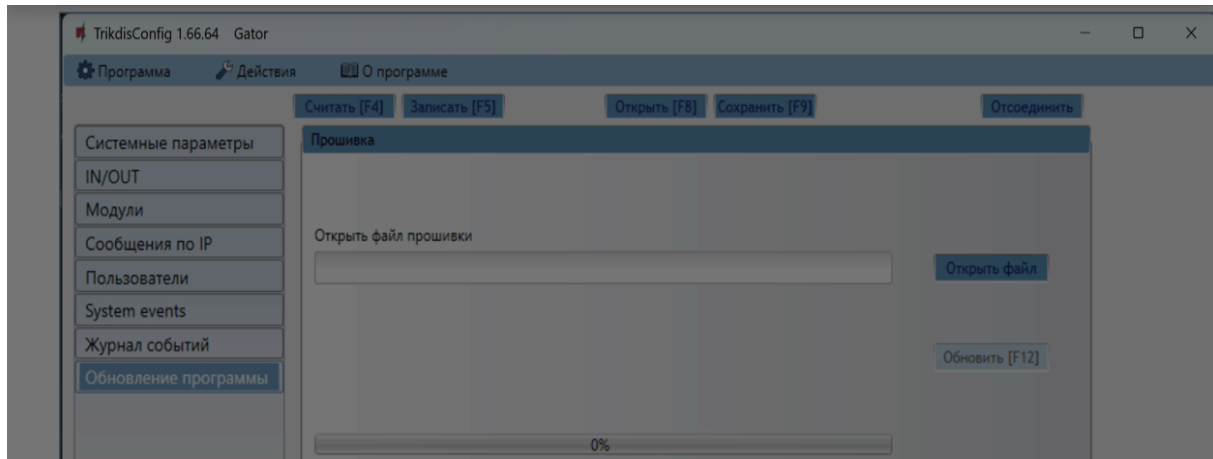 TrikdisConfig 1.66.64 Gator
Программа Действия О программе
Считать [F4] Записать [F5] Открыть [F8] Сохранить [F9] Отсоединить
Системные параметры
IN/OUT
Модули
Сообщения по IP
Пользователи
System events
Журнал событий
Обновление программы
Прошивка
Открыть файл прошивки
Открыть файл
Обновить [F12]
0%